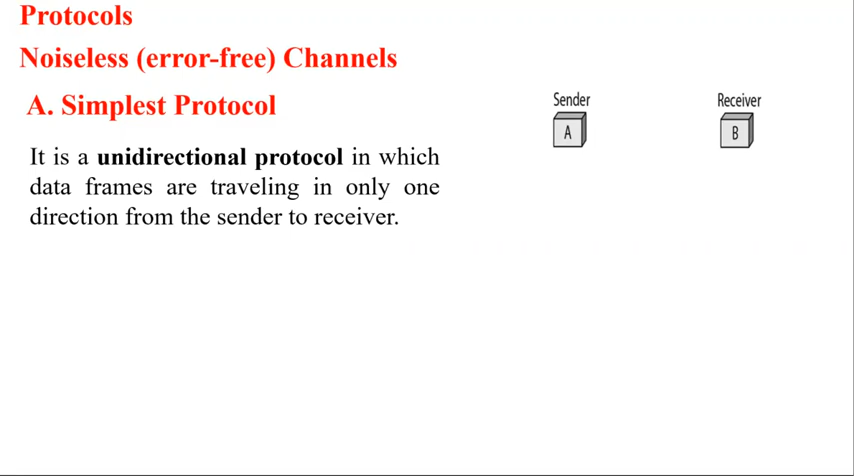 Protocols
Noiseless (error-free) Channels
A. Simplest Protocol
It is a unidirectional protocol in which
data frames are traveling in only one
direction from the sender to receiver.
Sender
Receiver
A
B